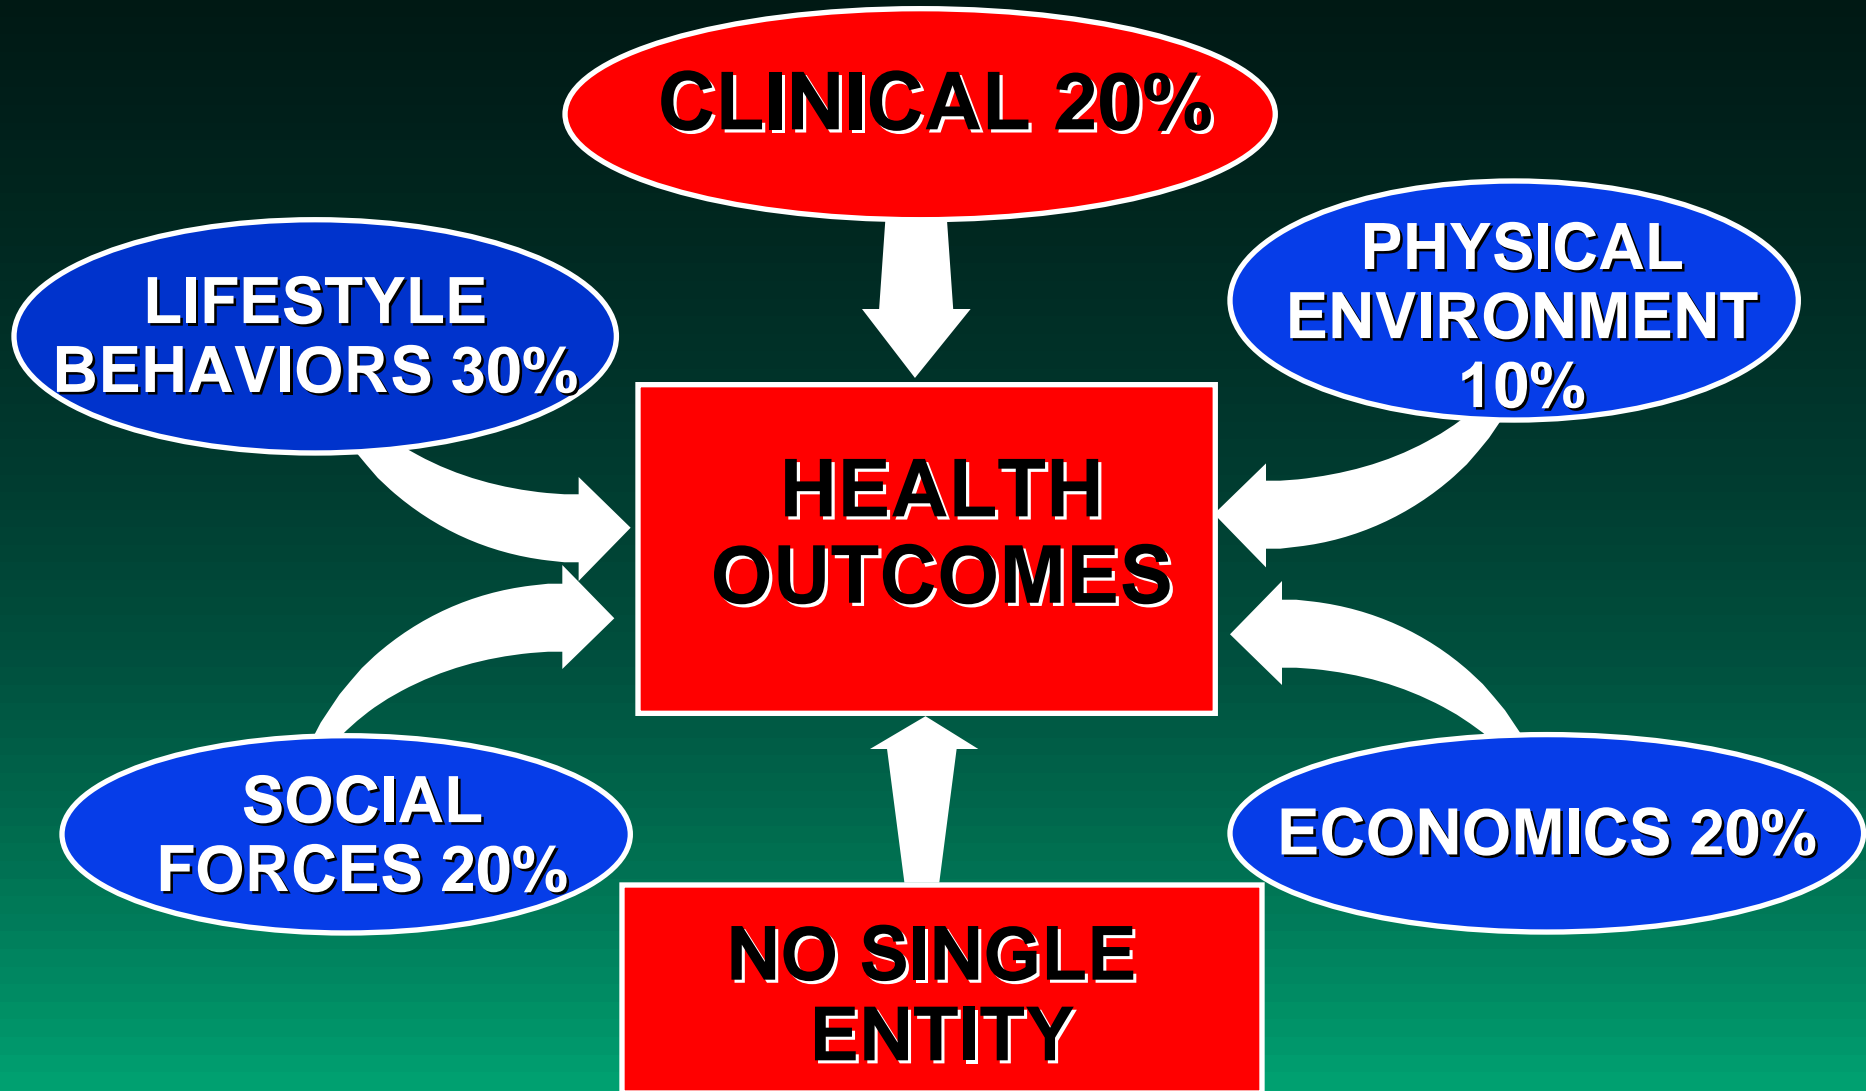 CLINICAL 20%
LIFESTYLE
BEHAVIORS 30%
PHYSICAL
ENVIRONMENT
10%
HEALTH
OUTCOMES
SOCIAL
FORCES 20%
ECONOMICS 20%
NO SINGLE
ENTITY